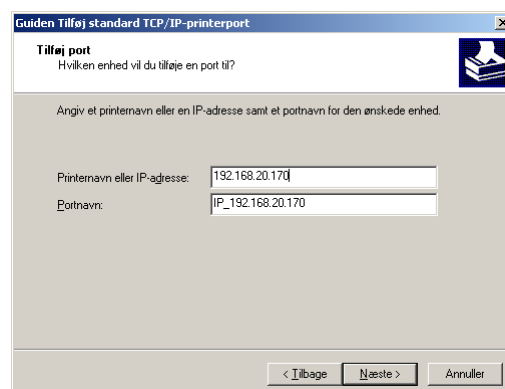 Guiden Tilføj standard TCP/IP-printerport
Tilføj port
Hvilken enhed vil du tilføje en port til?
Angiv et printernavn eller en IP-adresse samt et portnavn for den ønskede enhed.
Printernavn eller IP-adresse: 192.168.20.170
Portnavn: IP_192.168.20.170
< Tilbage Næste > Annuller